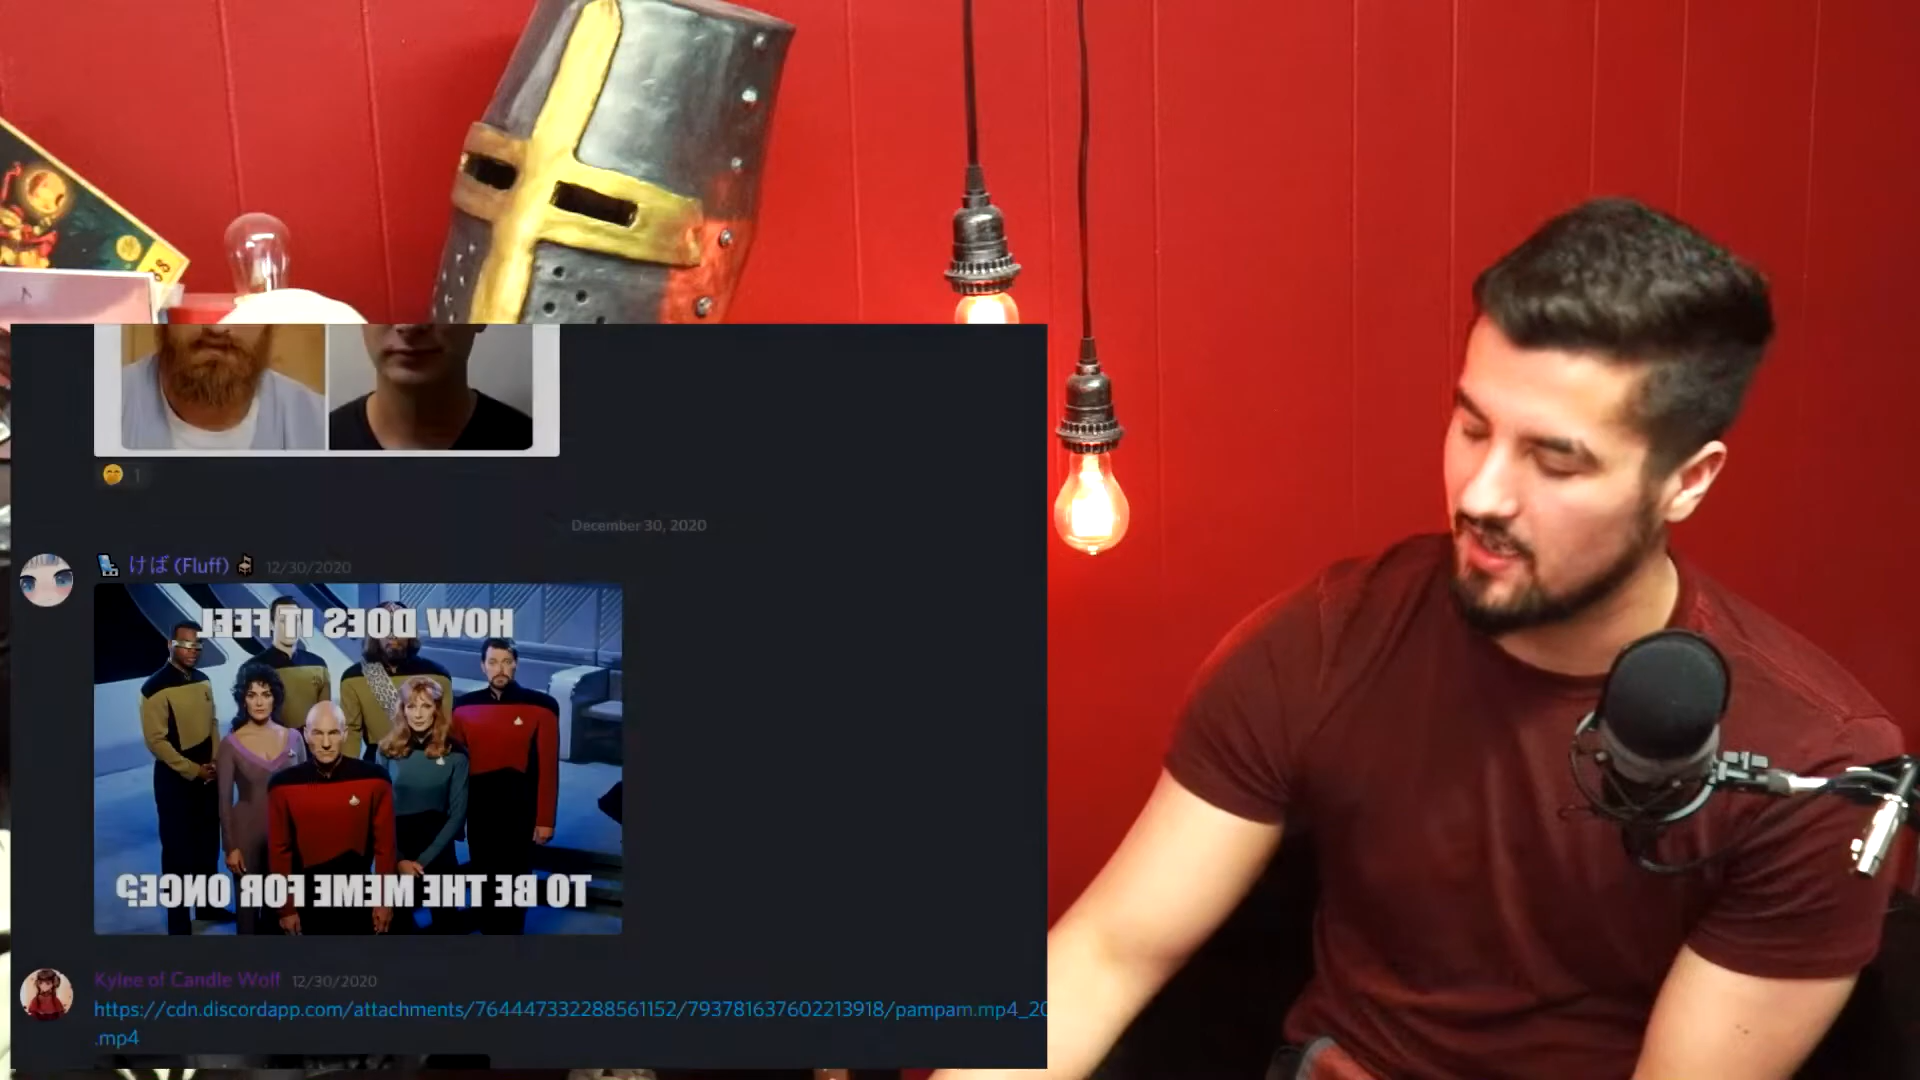 1
December 30, 2020
けば (Fluff) 12/30/2020
HOW DOES IT FEEL
TO BE THE MEME FOR ONCE?
Kylee of Candle Wolf 12/30/2020
https://cdn.discordapp.com/attachments/764447332288561152/793781637602213918/pampam.mp4_20
.mp4